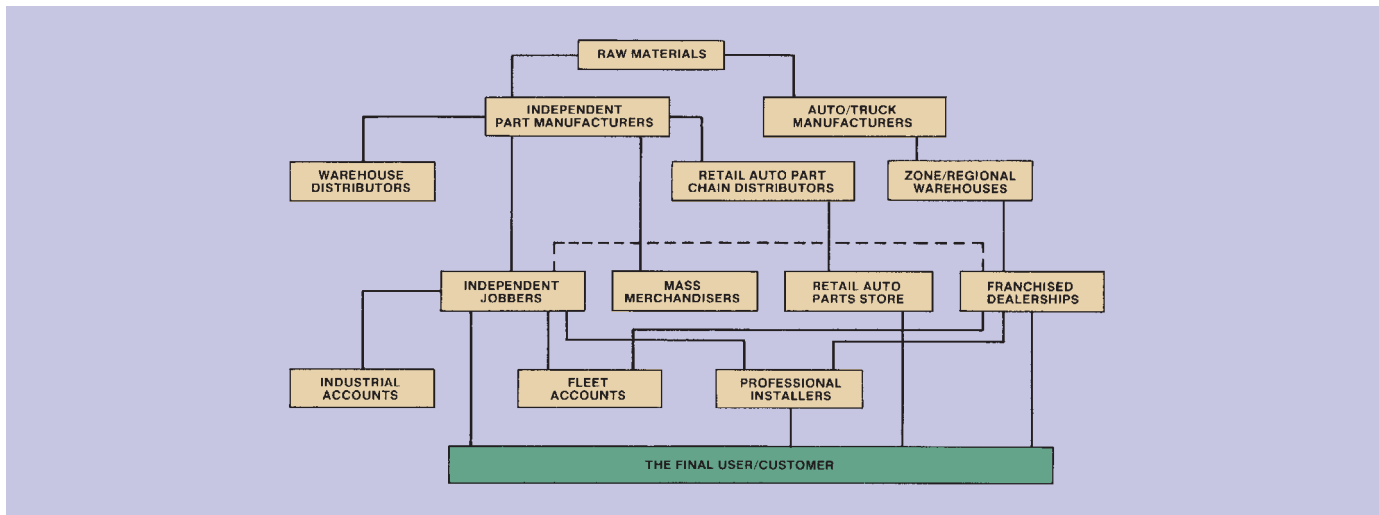 RAW MATERIALS
INDEPENDENT
PART MANUFACTURERS
AUTO/TRUCK
MANUFACTURERS
WAREHOUSE
DISTRIBUTORS
RETAIL AUTO PART
CHAIN DISTRIBUTORS
ZONE/REGIONAL
WAREHOUSES
INDEPENDENT
JOBBERS
MASS
MERCHANDISERS
RETAIL AUTO
PARTS STORE
FRANCHISED
DEALERSHIPS
INDUSTRIAL
ACCOUNTS
FLEET
ACCOUNTS
PROFESSIONAL
INSTALLERS
THE FINAL USER/CUSTOMER